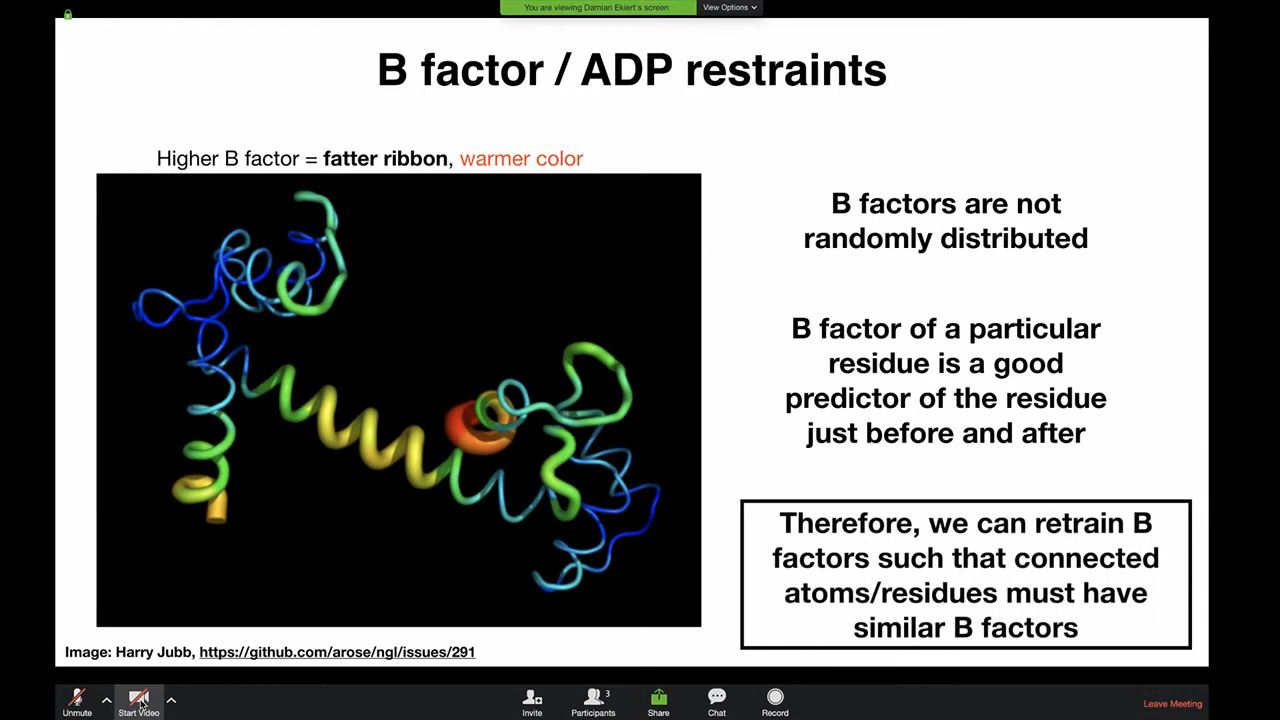 You are viewing Damian Ekiert's screen
View Options
B factor / ADP restraints
Higher B factor = fatter ribbon, warmer color
B factors are not
randomly distributed
B factor of a particular
residue is a good
predictor of the residue
just before and after
Therefore, we can retrain B
factors such that connected
atoms/residues must have
similar B factors
Image: Harry Jubb, https://github.com/arose/ngl/issues/291
Unmute
Start Video
Invite
Participants
3
Share
Chat
Record
Leave Meeting